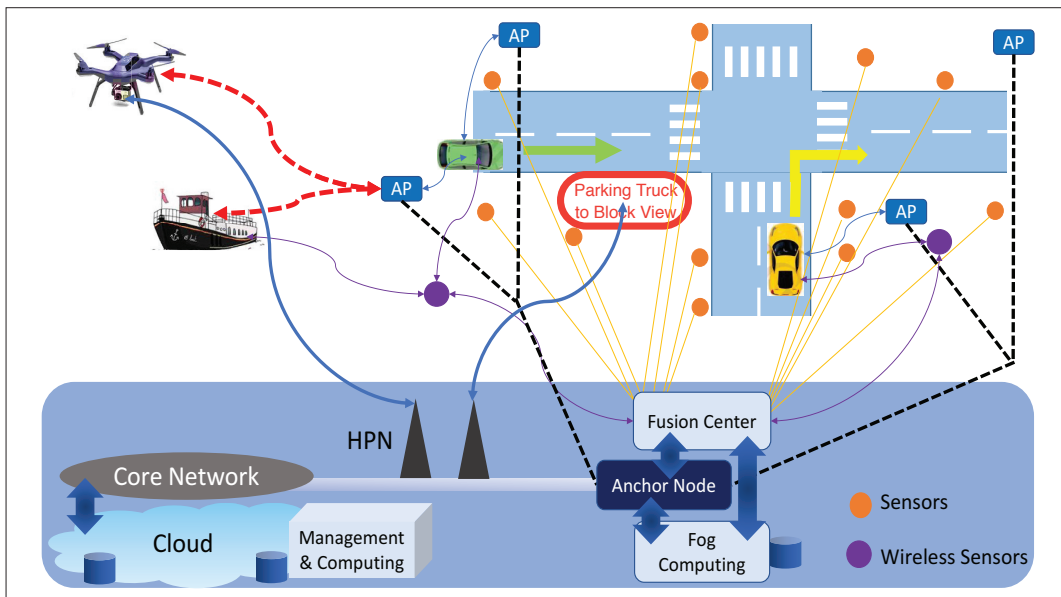 AP
AP
AP
Parking Truck
to Block View
AP
HPN
Fusion Center
Core Network
Anchor Node
Sensors
Cloud
Management
& Computing
Fog
Computing
Wireless Sensors